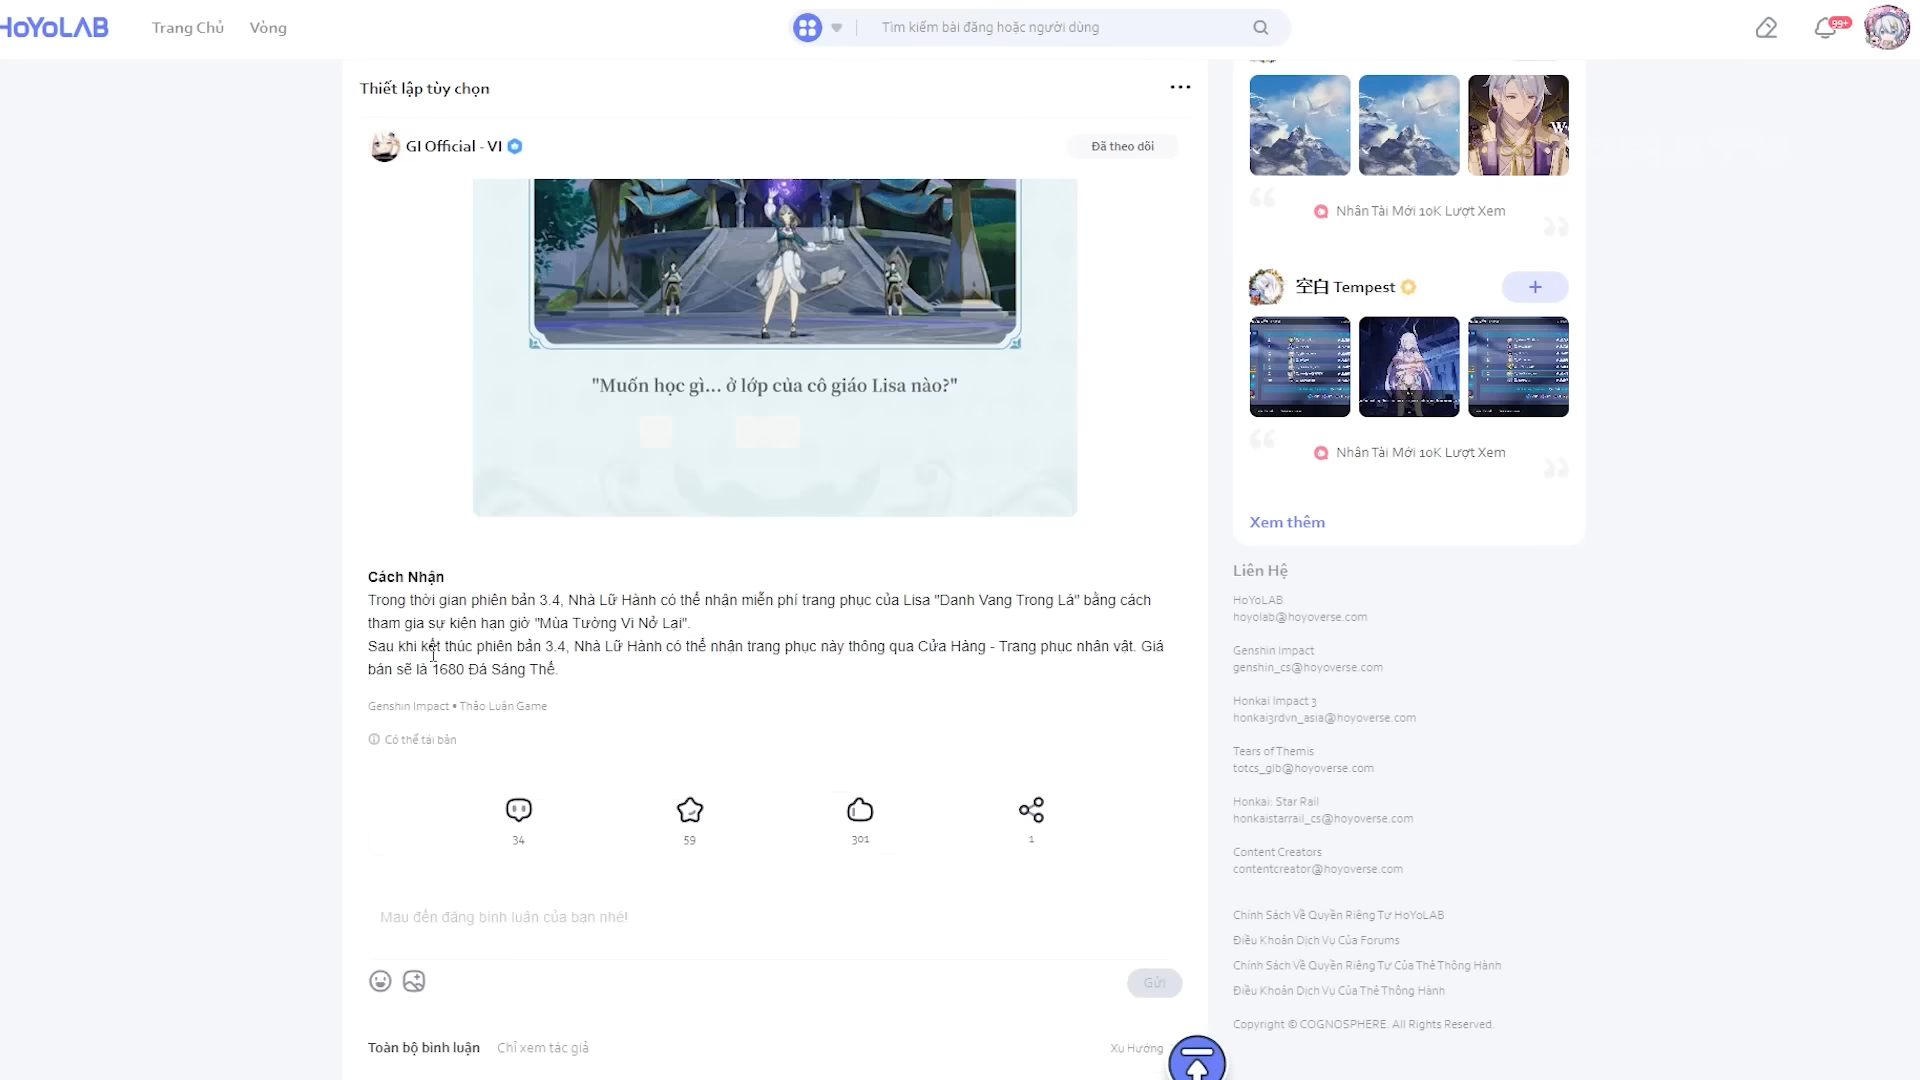 HoYoLAB
Trang Chủ
Vòng
Tìm kiếm bài đăng hoặc người dùng
99+
Thiết lập tùy chọn
GI Official - VI
Đã theo dõi
"Muốn học gì... ở lớp của cô giáo Lisa nào?"
Cách Nhận
Trong thời gian phiên bản 3.4, Nhà Lữ Hành có thể nhận miễn phí trang phục của Lisa "Danh Vang Trong Lá" bằng cách
tham gia sự kiện hạn giờ "Mùa Tường Vi Nở Lại".
Sau khi kết thúc phiên bản 3.4, Nhà Lữ Hành có thể nhận trang phục này thông qua Cửa Hàng - Trang phục nhân vật. Giá
bán sẽ là 1680 Đá Sáng Thế.
Genshin Impact • Thảo Luận Game
Có thể tái bản
34
59
301
1
Mau đến đăng bình luận của bạn nhé!
Gửi
Toàn bộ bình luận
Chỉ xem tác giả
Xu Hướng
Nhân Tài Mới 10K Lượt Xem
空白 Tempest
Nhân Tài Mới 10K Lượt Xem
Xem thêm
Liên Hệ
HoYoLAB
hoyolab@hoyoverse.com
Genshin Impact
genshin_cs@hoyoverse.com
Honkai Impact 3
honkai3rdvn_asia@hoyoverse.com
Tears of Themis
totcs_glb@hoyoverse.com
Honkai: Star Rail
honkaistarrail_cs@hoyoverse.com
Content Creators
contentcreator@hoyoverse.com
Chính Sách Về Quyền Riêng Tư HoYoLAB
Điều Khoản Dịch Vụ Của Forums
Chính Sách Về Quyền Riêng Tư Của Thẻ Thông Hành
Điều Khoản Dịch Vụ Của Thẻ Thông Hành
Copyright © COGNOSPHERE. All Rights Reserved.